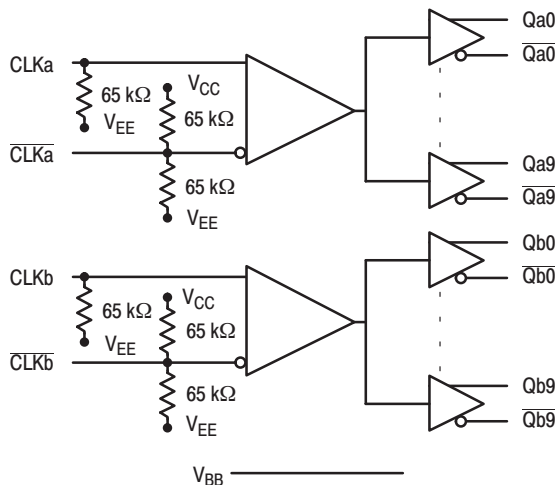 Qa0
Qa0
CLKa
65 kΩ
VCC
VEE
65 kΩ
CLKa
65 kΩ
VEE
Qa9
Qa9
Qb0
Qb0
CLKb
65 kΩ
VCC
VEE
65 kΩ
CLKb
65 kΩ
VEE
Qb9
Qb9
VBB